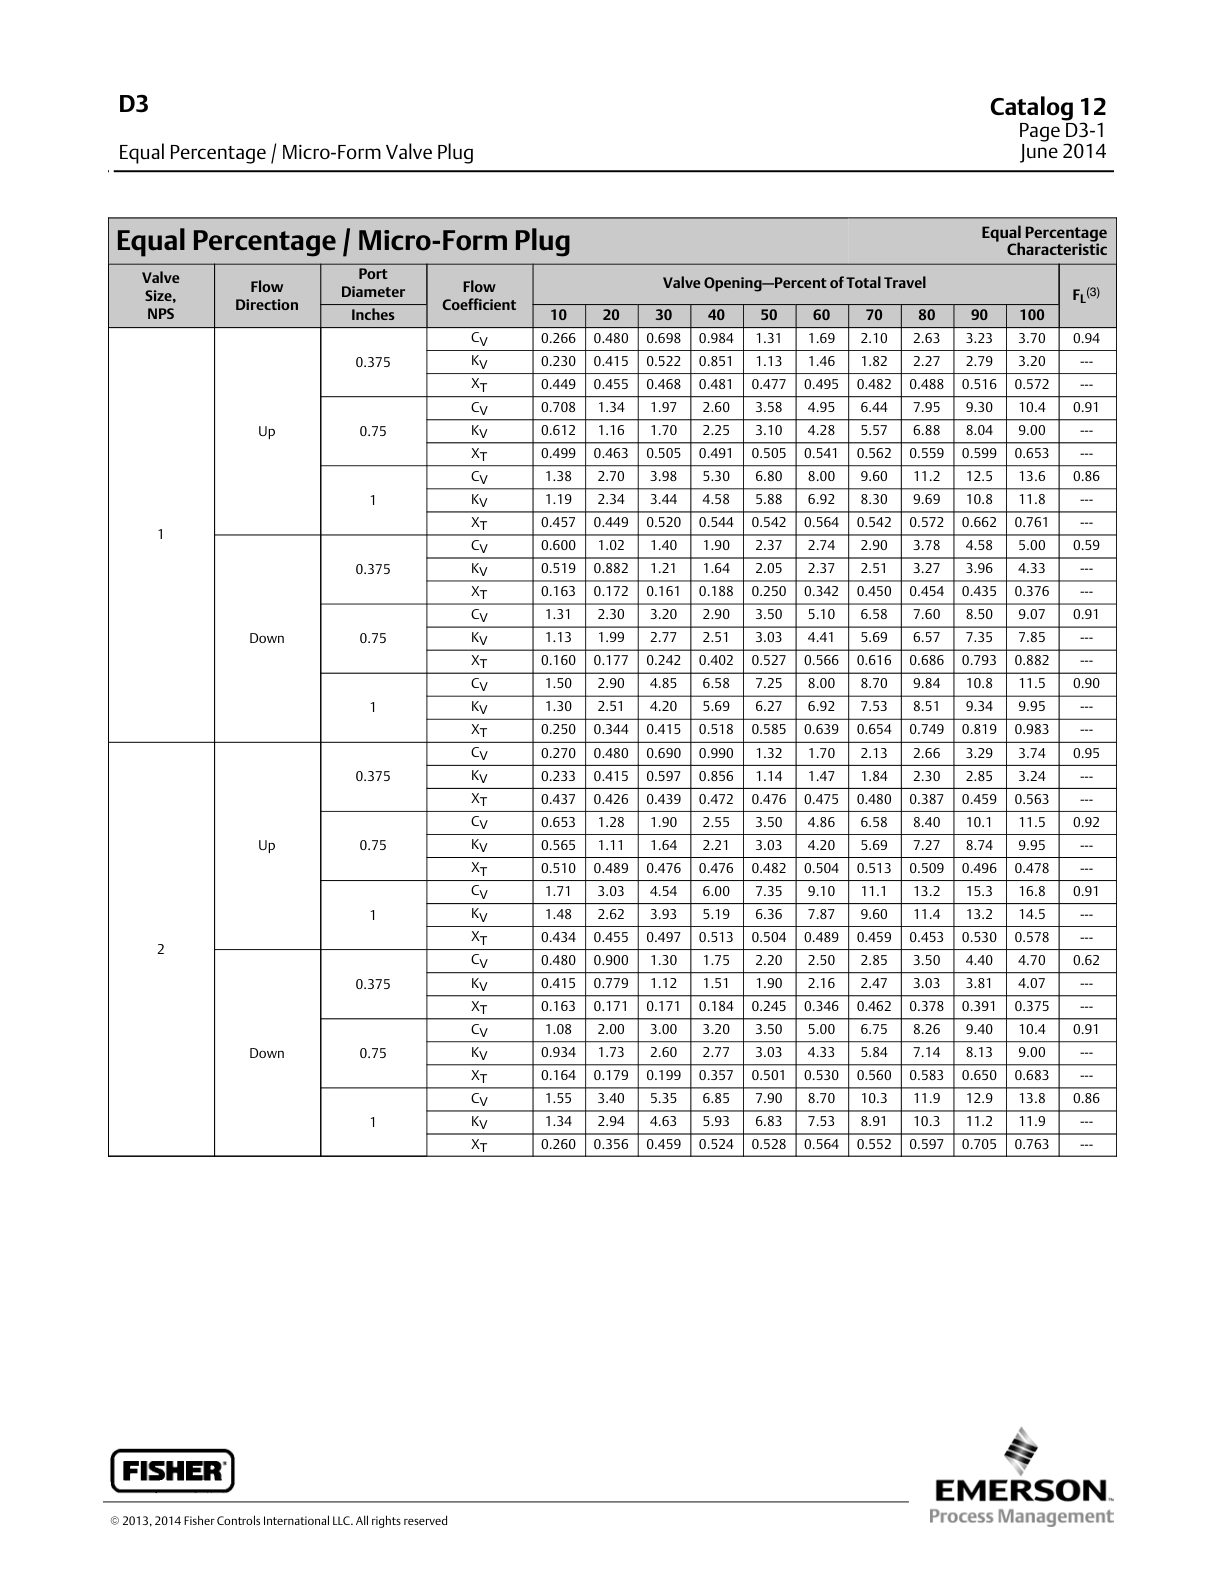 D3
Catalog 12
Page D3-1
Equal Percentage / Micro-Form Valve Plug
June 2014
Equal Percentage / Micro-Form Plug
Equal Percentage
Characteristic
Valve Size, NPS
Flow Direction
Port Diameter
Inches
Flow Coefficient
Valve Opening—Percent of Total Travel
FL(3)
10 20 30 40 50 60 70 80 90 100
1
Up
0.375
CV 0.266 0.480 0.698 0.984 1.31 1.69 2.10 2.63 3.23 3.70 0.94
KV 0.230 0.415 0.522 0.851 1.13 1.46 1.82 2.27 2.79 3.20 ---
XT 0.449 0.455 0.468 0.481 0.477 0.495 0.482 0.488 0.516 0.572 ---
0.75
CV 0.708 1.34 1.97 2.60 3.58 4.95 6.44 7.95 9.30 10.4 0.91
KV 0.612 1.16 1.70 2.25 3.10 4.28 5.57 6.88 8.04 9.00 ---
XT 0.499 0.463 0.505 0.491 0.505 0.541 0.562 0.559 0.599 0.653 ---
1
CV 1.38 2.70 3.98 5.30 6.80 8.00 9.60 11.2 12.5 13.6 0.86
KV 1.19 2.34 3.44 4.58 5.88 6.92 8.30 9.69 10.8 11.8 ---
XT 0.457 0.449 0.520 0.544 0.542 0.564 0.542 0.572 0.662 0.761 ---
Down
0.375
CV 0.600 1.02 1.40 1.90 2.37 2.74 2.90 3.78 4.58 5.00 0.59
KV 0.519 0.882 1.21 1.64 2.05 2.37 2.51 3.27 3.96 4.33 ---
XT 0.163 0.172 0.161 0.188 0.250 0.342 0.450 0.454 0.435 0.376 ---
0.75
CV 1.31 2.30 3.20 2.90 3.50 5.10 6.58 7.60 8.50 9.07 0.91
KV 1.13 1.99 2.77 2.51 3.03 4.41 5.69 6.57 7.35 7.85 ---
XT 0.160 0.177 0.242 0.402 0.527 0.566 0.616 0.686 0.793 0.882 ---
1
CV 1.50 2.90 4.85 6.58 7.25 8.00 8.70 9.84 10.8 11.5 0.90
KV 1.30 2.51 4.20 5.69 6.27 6.92 7.53 8.51 9.34 9.95 ---
XT 0.250 0.344 0.415 0.518 0.585 0.639 0.654 0.749 0.819 0.983 ---
2
Up
0.375
CV 0.270 0.480 0.690 0.990 1.32 1.70 2.13 2.66 3.29 3.74 0.95
KV 0.233 0.415 0.597 0.856 1.14 1.47 1.84 2.30 2.85 3.24 ---
XT 0.437 0.426 0.439 0.472 0.476 0.475 0.480 0.387 0.459 0.563 ---
0.75
CV 0.653 1.28 1.90 2.55 3.50 4.86 6.58 8.40 10.1 11.5 0.92
KV 0.565 1.11 1.64 2.21 3.03 4.20 5.69 7.27 8.74 9.95 ---
XT 0.510 0.489 0.476 0.476 0.482 0.504 0.513 0.509 0.496 0.478 ---
1
CV 1.71 3.03 4.54 6.00 7.35 9.10 11.1 13.2 15.3 16.8 0.91
KV 1.48 2.62 3.93 5.19 6.36 7.87 9.60 11.4 13.2 14.5 ---
XT 0.434 0.455 0.497 0.513 0.504 0.489 0.459 0.453 0.530 0.578 ---
Down
0.375
CV 0.480 0.900 1.30 1.75 2.20 2.50 2.85 3.50 4.40 4.70 0.62
KV 0.415 0.779 1.12 1.51 1.90 2.16 2.47 3.03 3.81 4.07 ---
XT 0.163 0.171 0.171 0.184 0.245 0.346 0.462 0.378 0.391 0.375 ---
0.75
CV 1.08 2.00 3.00 3.20 3.50 5.00 6.75 8.26 9.40 10.4 0.91
KV 0.934 1.73 2.60 2.77 3.03 4.33 5.84 7.14 8.13 9.00 ---
XT 0.164 0.179 0.199 0.357 0.501 0.530 0.560 0.583 0.650 0.683 ---
1
CV 1.55 3.40 5.35 6.85 7.90 8.70 10.3 11.9 12.9 13.8 0.86
KV 1.34 2.94 4.63 5.93 6.83 7.53 8.91 10.3 11.2 11.9 ---
XT 0.260 0.356 0.459 0.524 0.528 0.564 0.552 0.597 0.705 0.763 ---
FISHER
EMERSON™
Process Management
© 2013, 2014 Fisher Controls International LLC. All rights reserved